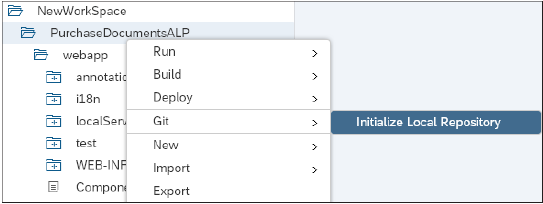 NewWorkSpace
PurchaseDocumentsALP
webapp
annotatio
i18n
localServ
test
WEB-INF
Compone
Run
Build
Deploy
Git
New
Import
Export
Initialize Local Repository